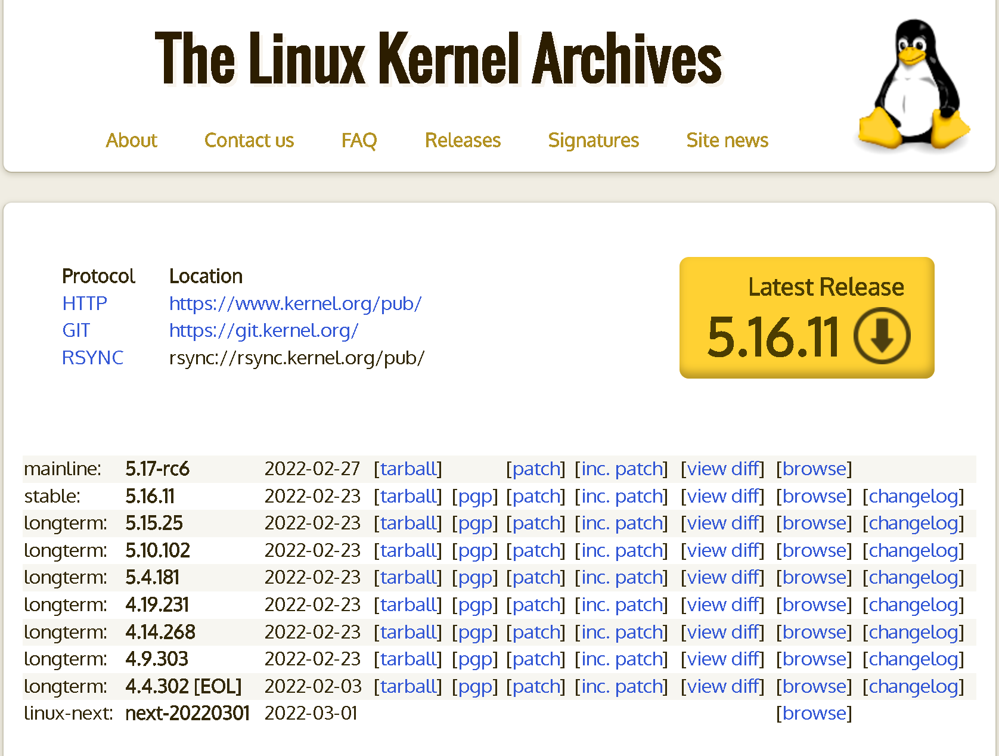 The Linux Kernel Archives
About Contact us FAQ Releases Signatures Site news
Protocol Location
HTTP https://www.kernel.org/pub/
GIT https://git.kernel.org/
RSYNC rsync://rsync.kernel.org/pub/
Latest Release
5.16.11
mainline: 5.17-rc6 2022-02-27 [tarball] [patch] [inc. patch] [view diff] [browse]
stable: 5.16.11 2022-02-23 [tarball] [pgp] [patch] [inc. patch] [view diff] [browse] [changelog]
longterm: 5.15.25 2022-02-23 [tarball] [pgp] [patch] [inc. patch] [view diff] [browse] [changelog]
longterm: 5.10.102 2022-02-23 [tarball] [pgp] [patch] [inc. patch] [view diff] [browse] [changelog]
longterm: 5.4.181 2022-02-23 [tarball] [pgp] [patch] [inc. patch] [view diff] [browse] [changelog]
longterm: 4.19.231 2022-02-23 [tarball] [pgp] [patch] [inc. patch] [view diff] [browse] [changelog]
longterm: 4.14.268 2022-02-23 [tarball] [pgp] [patch] [inc. patch] [view diff] [browse] [changelog]
longterm: 4.9.303 2022-02-23 [tarball] [pgp] [patch] [inc. patch] [view diff] [browse] [changelog]
longterm: 4.4.302 [EOL] 2022-02-03 [tarball] [pgp] [patch] [inc. patch] [view diff] [browse] [changelog]
linux-next: next-20220301 2022-03-01 [browse]